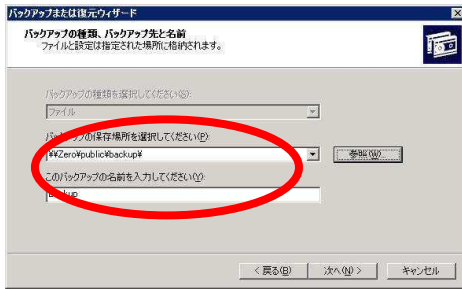 バックアップまたは復元ウィザード
バックアップの種類、バックアップ先と名前
ファイルと設定は指定された場所に格納されます。
バックアップの種類を選択してください(S):
ファイル
バックアップの保存場所を選択してください(P):
¥¥Zero¥public¥backup¥
参照(W)...
このバックアップの名前を入力してください(Y):
Backup
< 戻る(B)
次へ(N) >
キャンセル